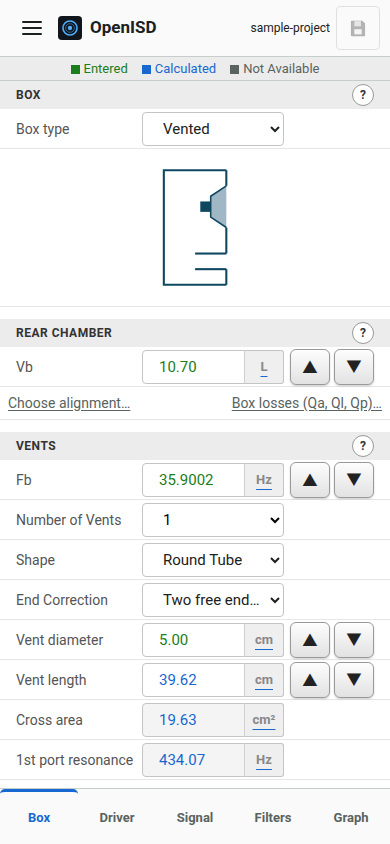 OpenISD
sample-project
Entered Calculated Not Available
BOX ?
Box type Vented
REAR CHAMBER ?
Vb 10.70 L ▲ ▼
Choose alignment... Box losses (Qa, Ql, Qp)...
VENTS ?
Fb 35.9002 Hz ▲ ▼
Number of Vents 1
Shape Round Tube
End Correction Two free end...
Vent diameter 5.00 cm ▲ ▼
Vent length 39.62 cm ▲ ▼
Cross area 19.63 cm²
1st port resonance 434.07 Hz
Box Driver Signal Filters Graph